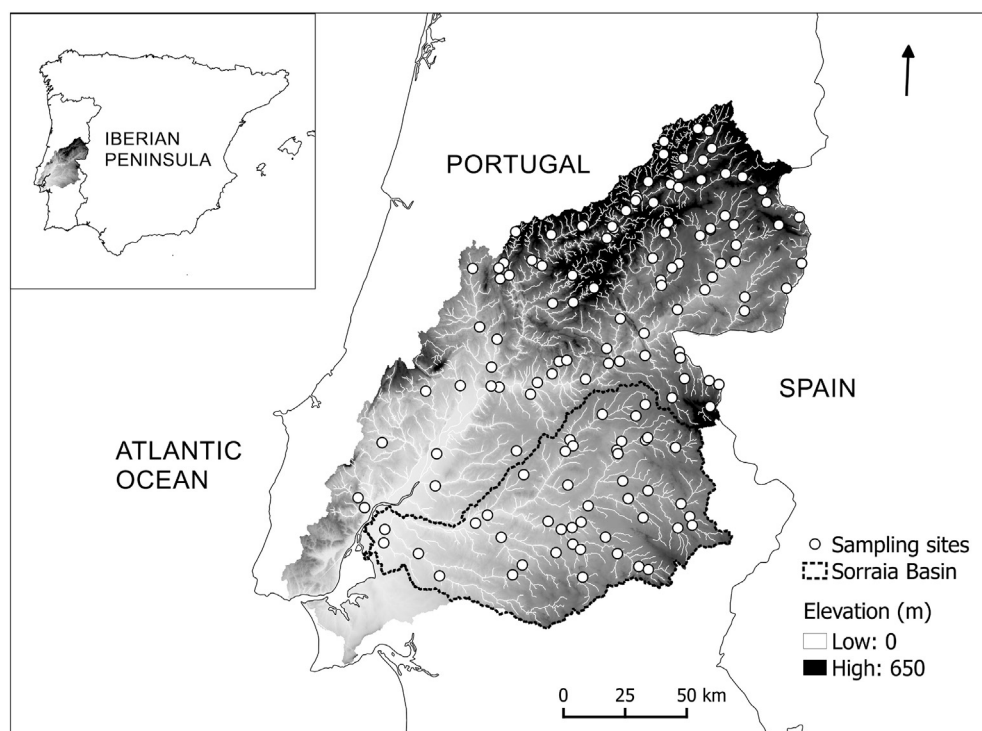 IBERIAN
PENINSULA
PORTUGAL
SPAIN
ATLANTIC
OCEAN
Sampling sites
Sorraia Basin
Elevation (m)
Low: 0
High: 650
0 25 50 km